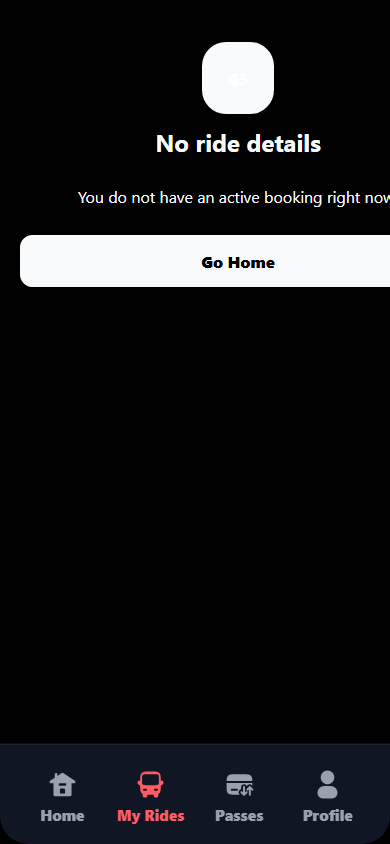 No ride details
You do not have an active booking right now
Go Home
Home
My Rides
Passes
Profile